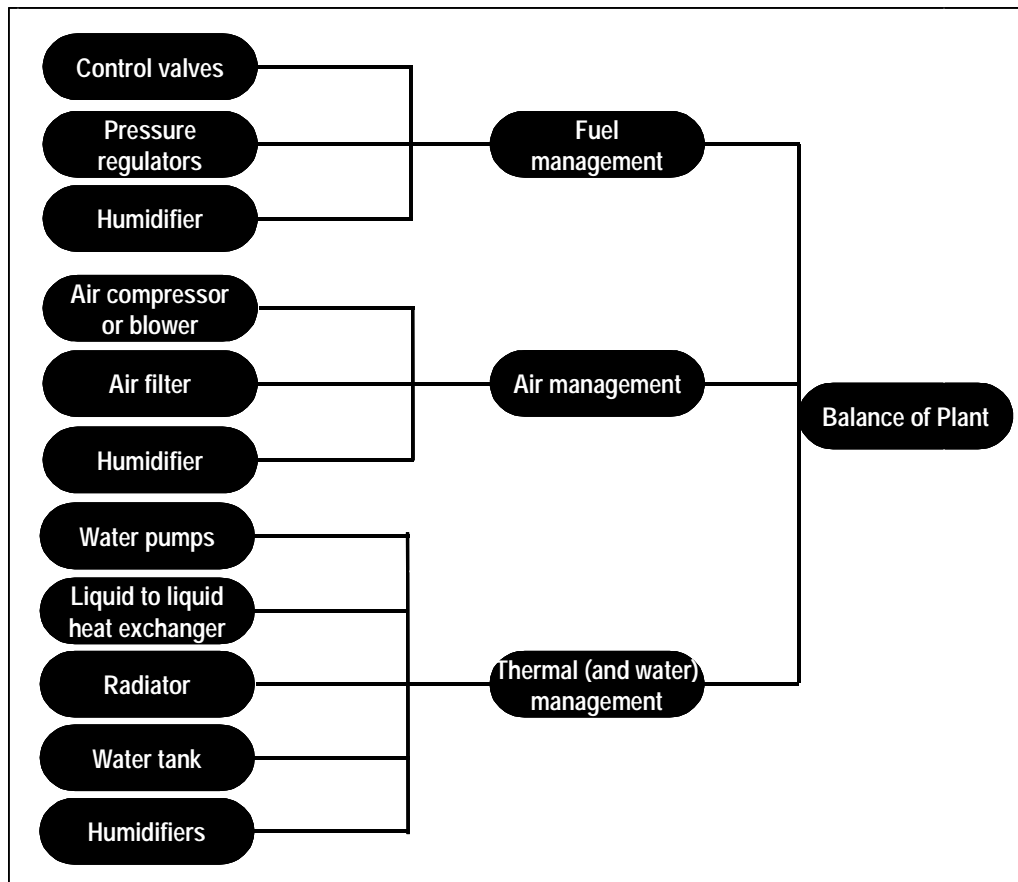 Control valves
Pressure
regulators
Humidifier
Fuel
management
Air compressor
or blower
Air filter
Humidifier
Air management
Balance of Plant
Water pumps
Liquid to liquid
heat exchanger
Radiator
Water tank
Humidifiers
Thermal (and water)
management